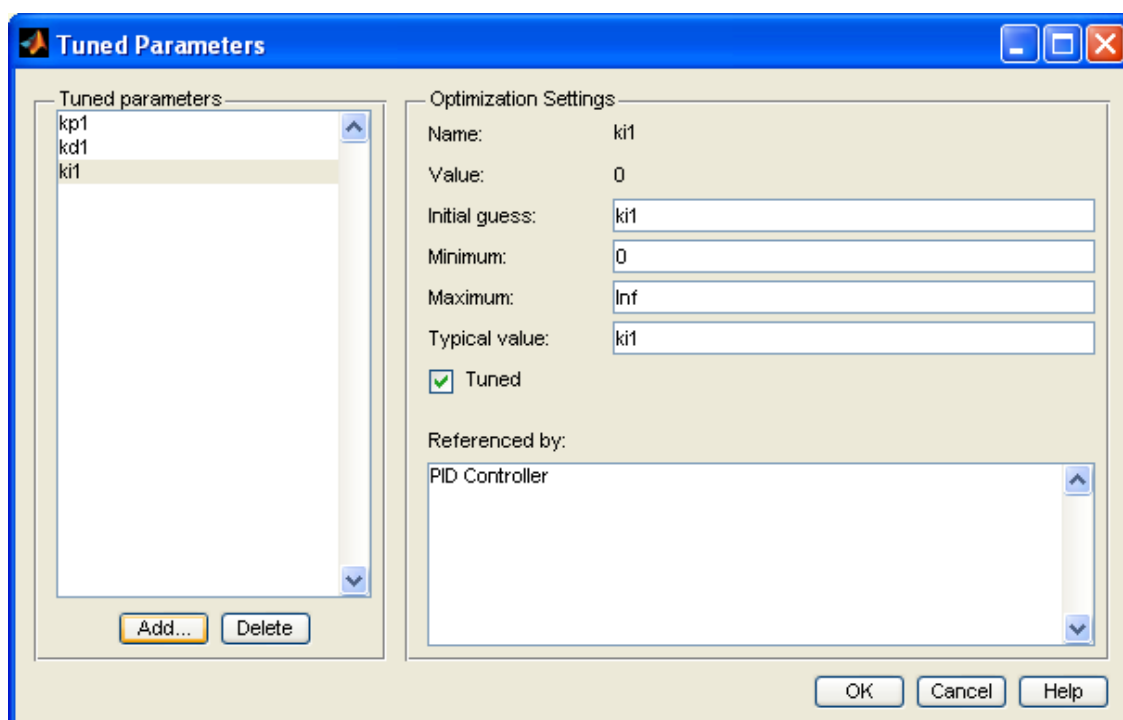 Tuned Parameters
Tuned parameters
kp1
kd1
ki1
Add...
Delete
Optimization Settings
Name: ki1
Value: 0
Initial guess: ki1
Minimum: 0
Maximum: Inf
Typical value: ki1
Tuned
Referenced by:
PID Controller
OK
Cancel
Help